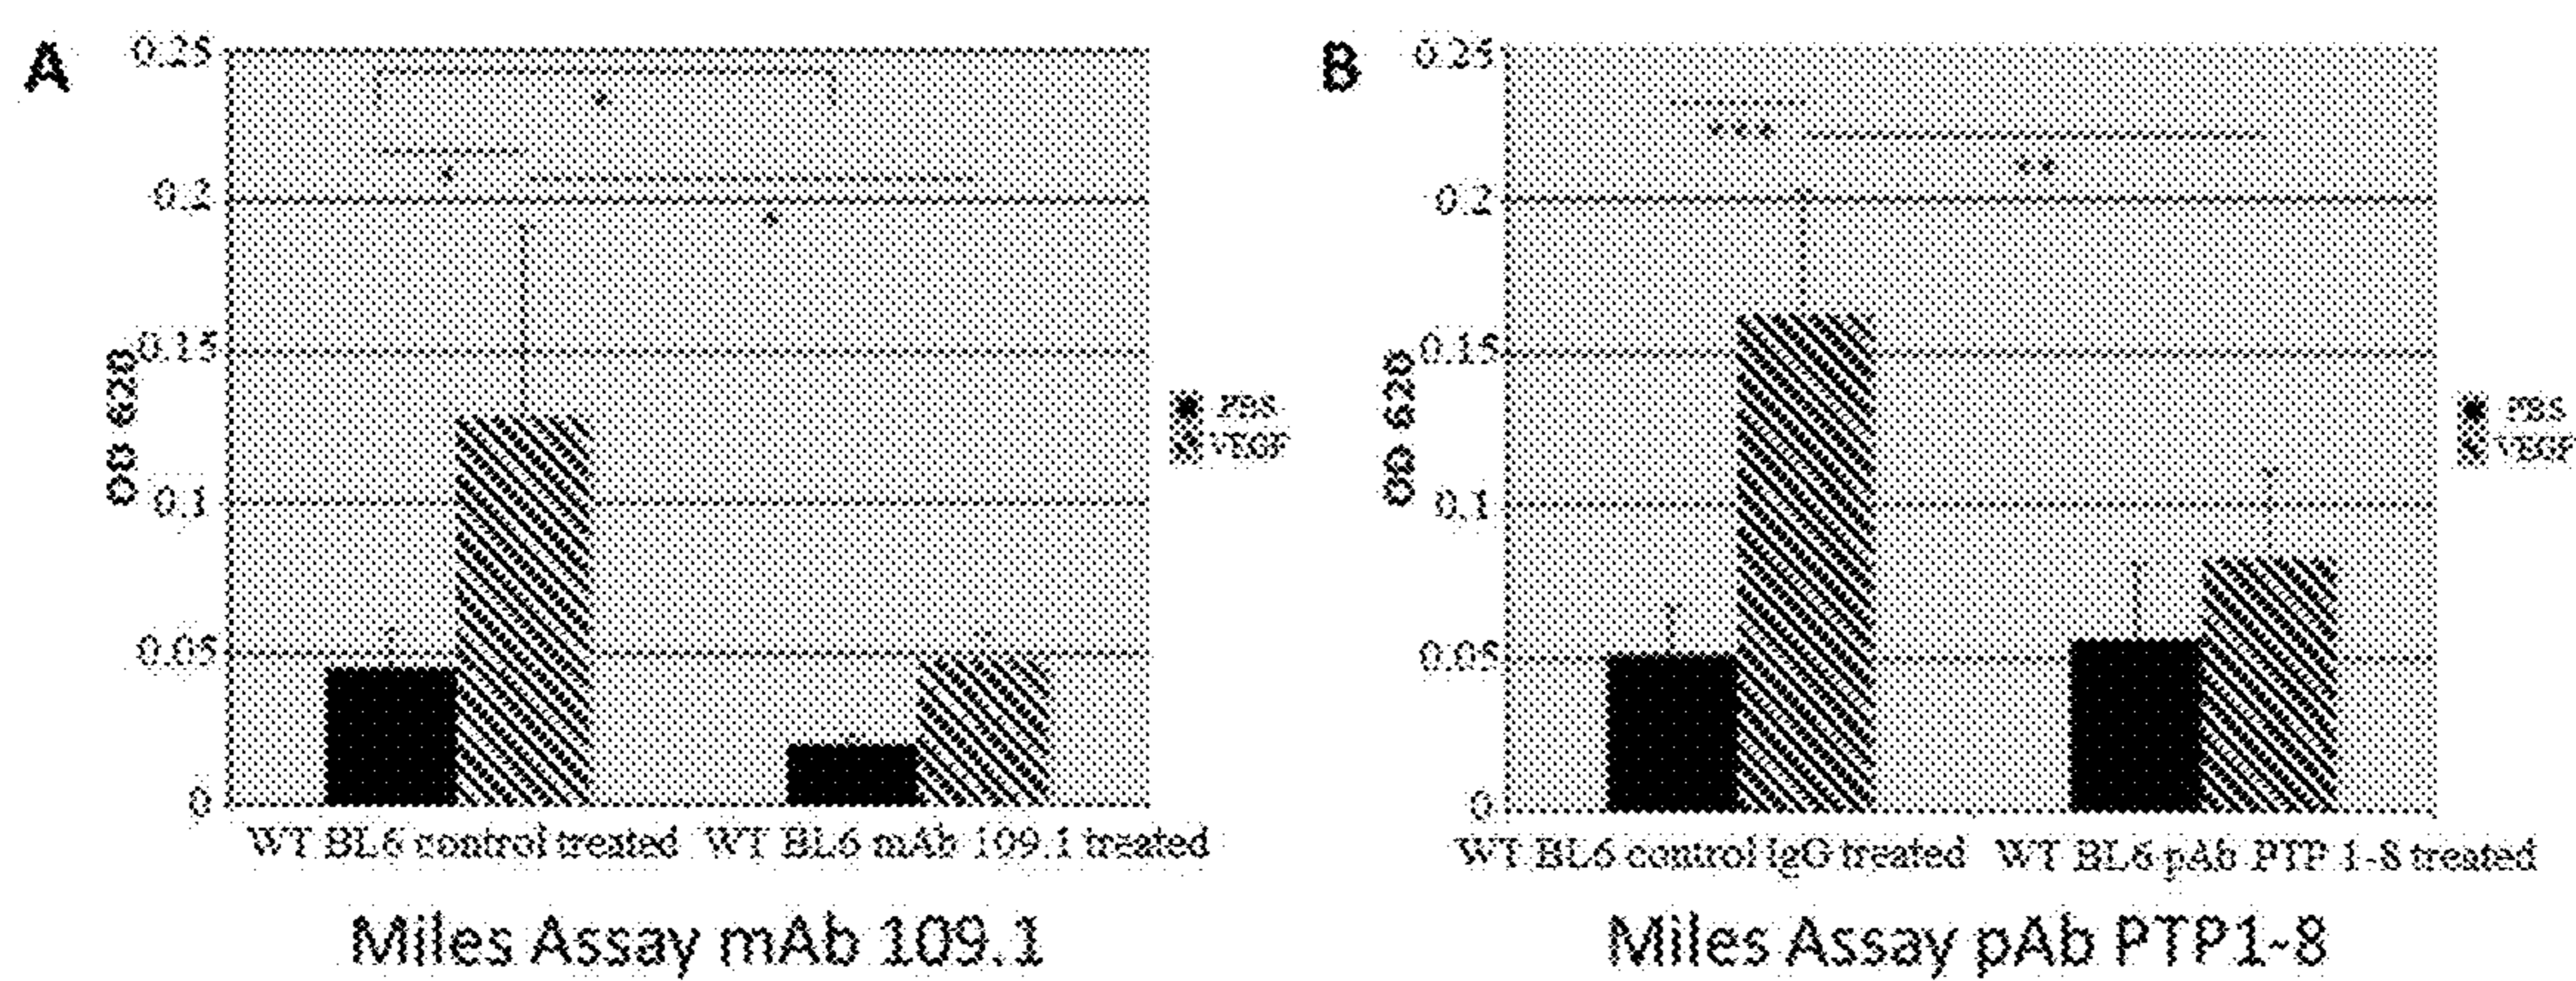 A
0.25
0.2
0.15
0.1
0.05
0
OD 620
*
*
*
PBS
VEGF
WT BL6 control treated
WT BL6 mAb 109.1 treated
Miles Assay mAb 109.1
B
0.25
0.2
0.15
0.1
0.05
0
OD 620
***
**
PBS
VEGF
WT BL6 control IgG treated
WT BL6 pAb PTP 1-8 treated
Miles Assay pAb PTP1-8